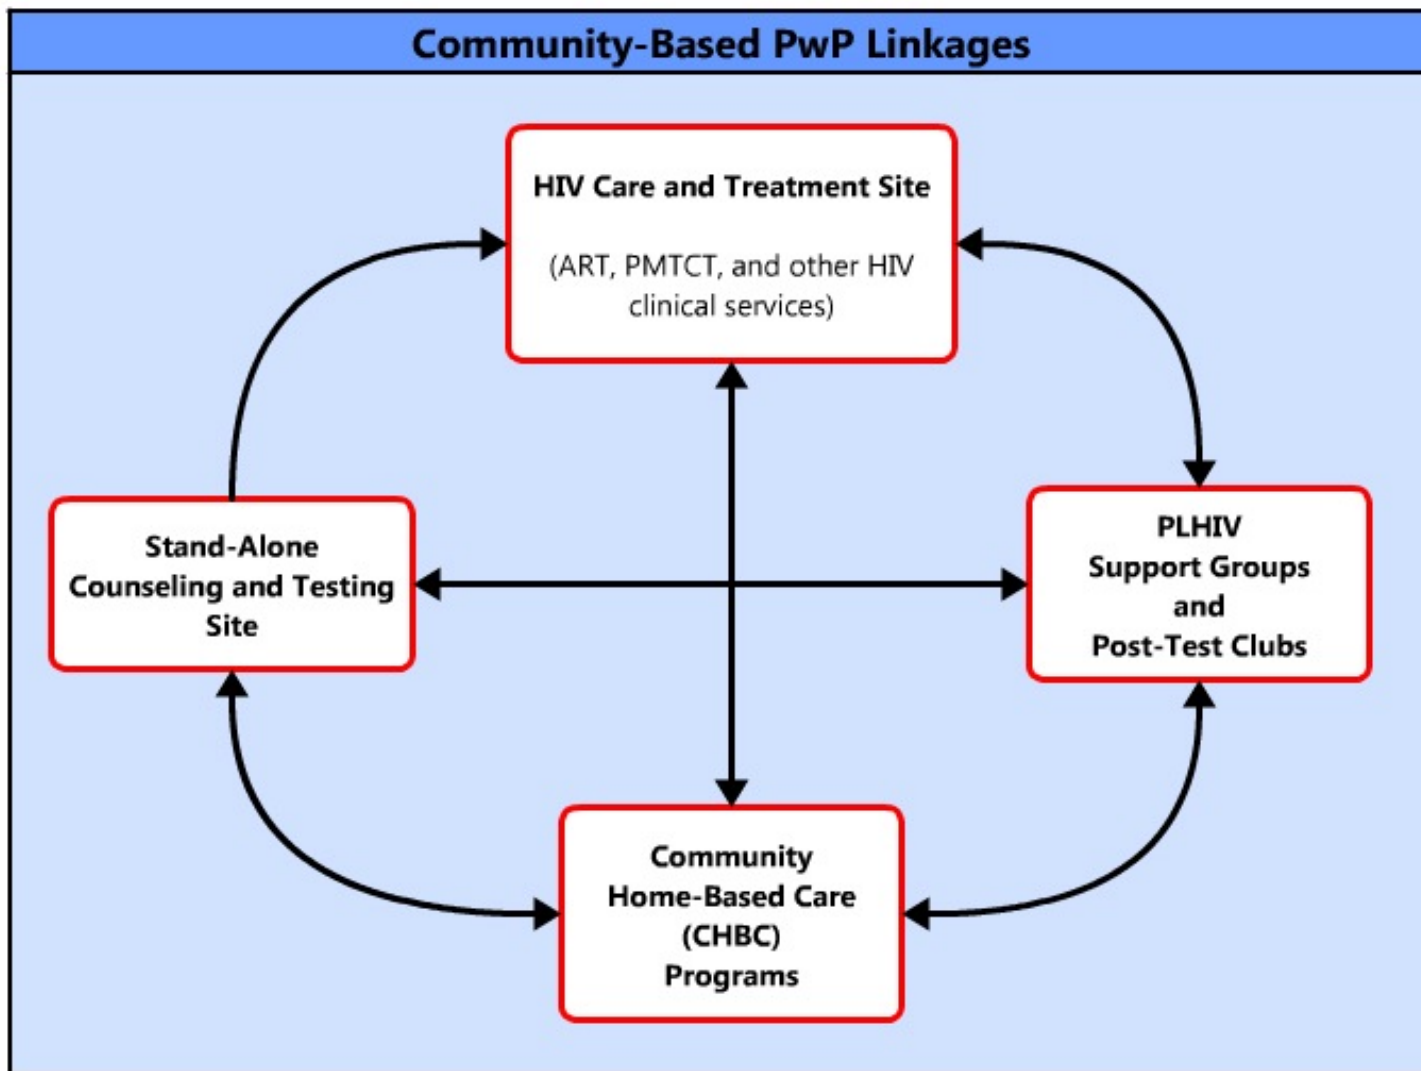 Community-Based PwP Linkages
HIV Care and Treatment Site
(ART, PMTCT, and other HIV
clinical services)
Stand-Alone
Counseling and Testing
Site
PLHIV
Support Groups
and
Post-Test Clubs
Community
Home-Based Care
(CHBC)
Programs